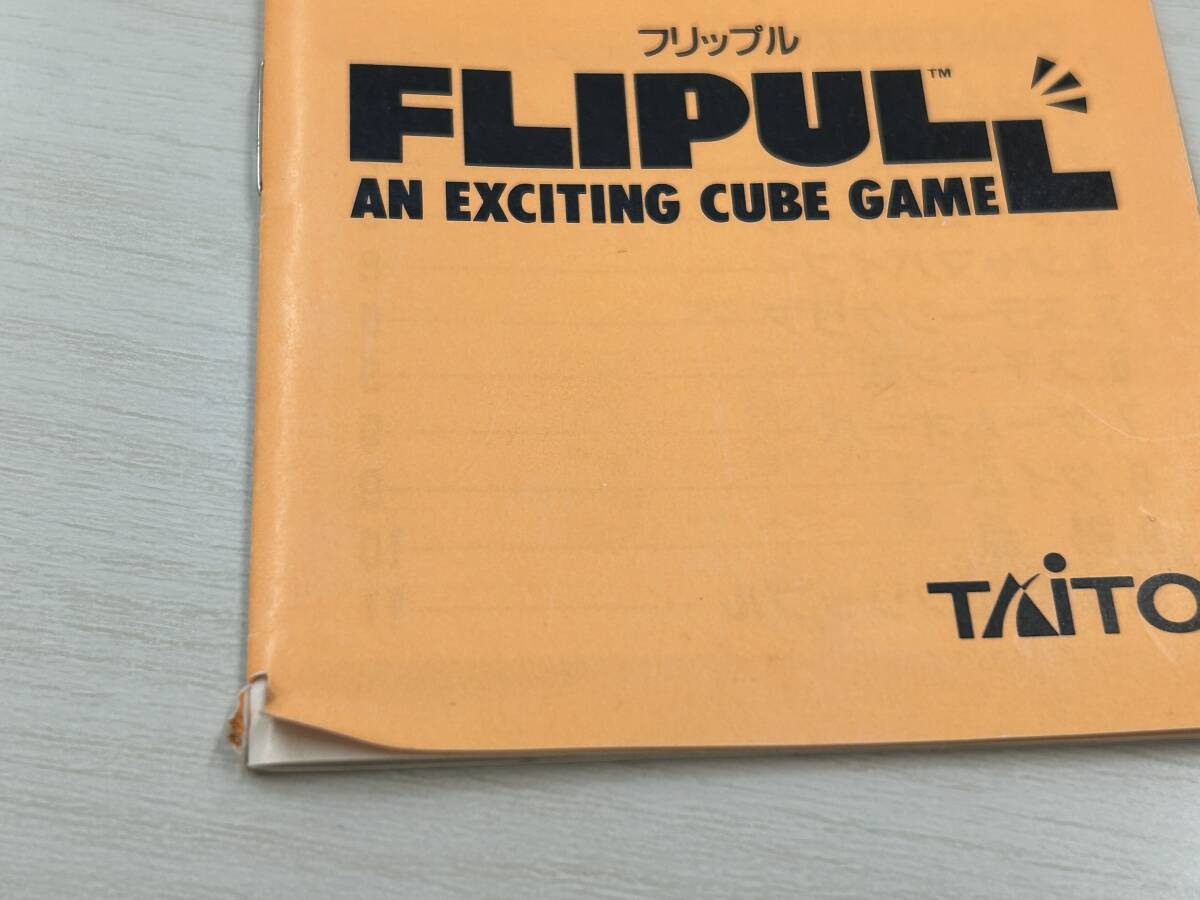 フリップル
FLIPULL™
AN EXCITING CUBE GAME
TAITO